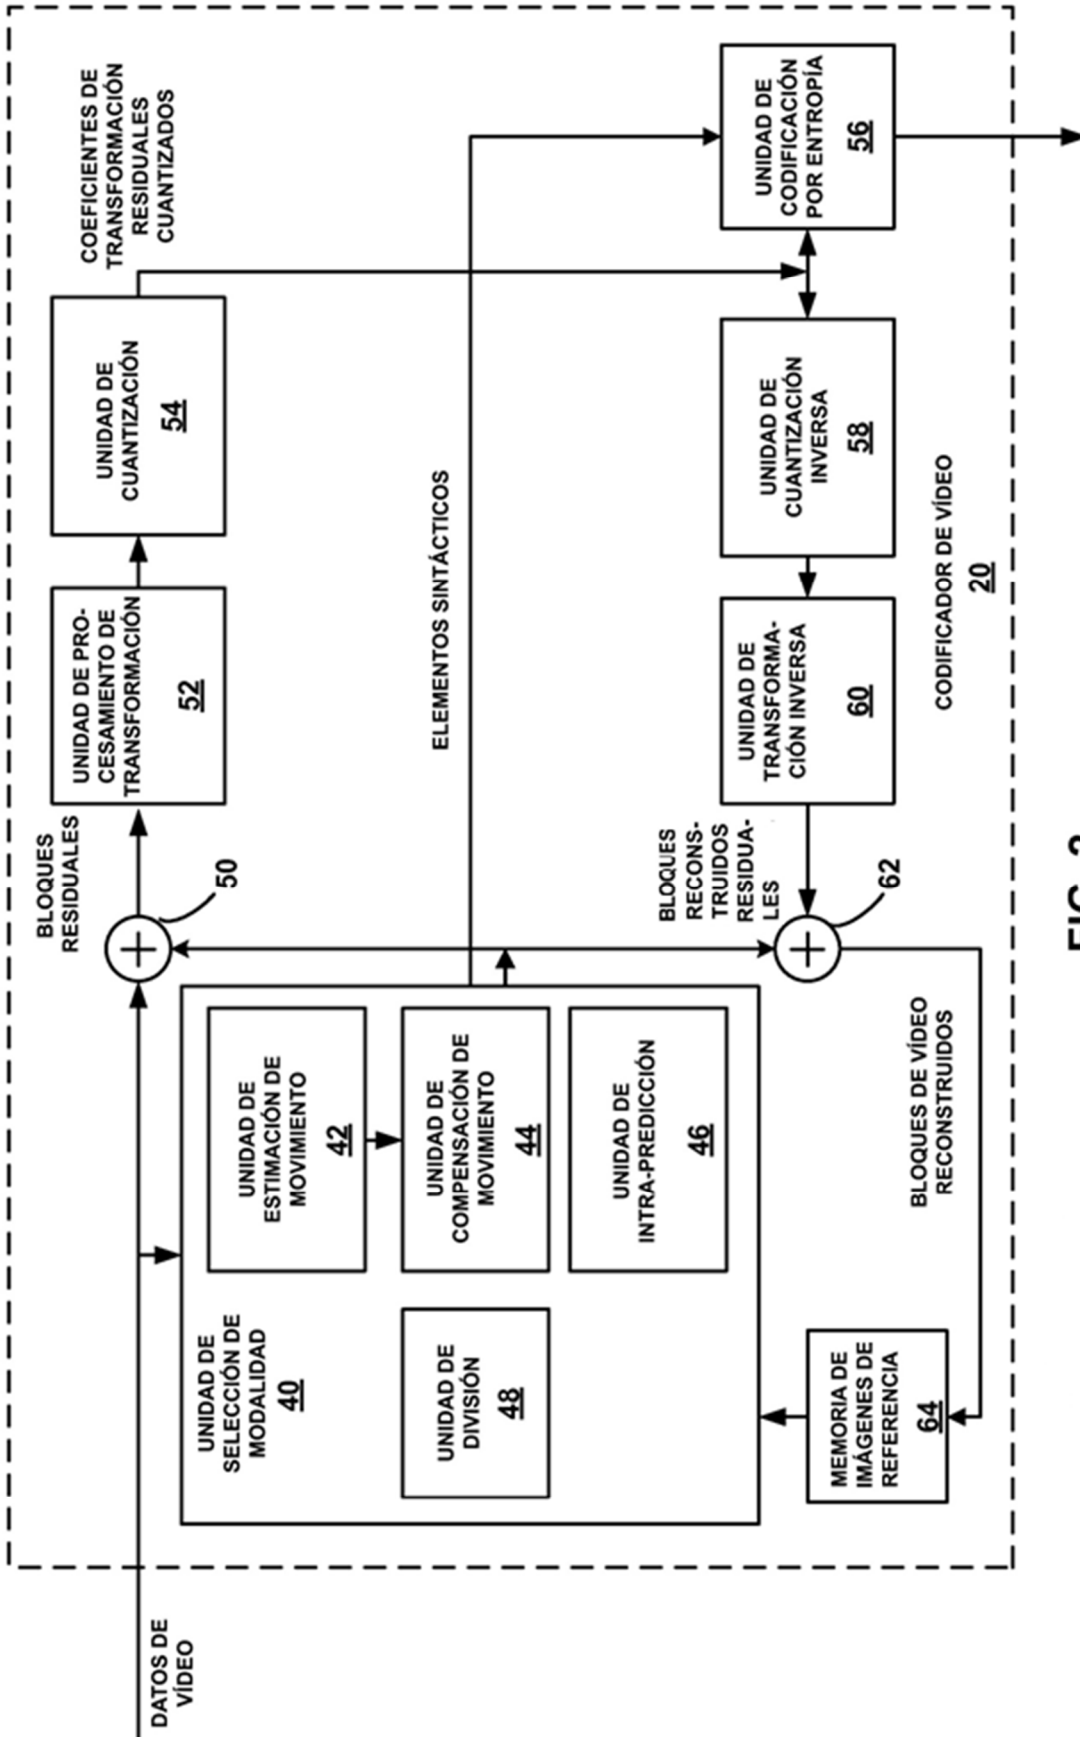 DATOS DE
VÍDEO
UNIDAD DE
SELECCIÓN DE
MODALIDAD
40
UNIDAD DE
DIVISIÓN
48
UNIDAD DE
ESTIMACIÓN DE
MOVIMIENTO
42
UNIDAD DE
COMPENSACIÓN DE
MOVIMIENTO
44
UNIDAD DE
INTRA-PREDICCIÓN
46
MEMORIA DE
IMÁGENES DE
REFERENCIA
64
BLOQUES DE VÍDEO
RECONSTRUIDOS
BLOQUES
RESIDUALES
50
UNIDAD DE PRO-
CESAMIENTO DE
TRANSFORMACIÓN
52
UNIDAD DE
CUANTIZACIÓN
54
COEFICIENTES DE
TRANSFORMACIÓN
RESIDUALES
CUANTIZADOS
ELEMENTOS SINTÁCTICOS
BLOQUES
RECONS-
TRUIDOS
RESIDUA-
LES
62
UNIDAD DE
TRANSFORMA-
CIÓN INVERSA
60
UNIDAD DE
CUANTIZACIÓN
INVERSA
58
UNIDAD DE
CODIFICACIÓN
POR ENTROPÍA
56
CODIFICADOR DE VÍDEO
20
FIG.